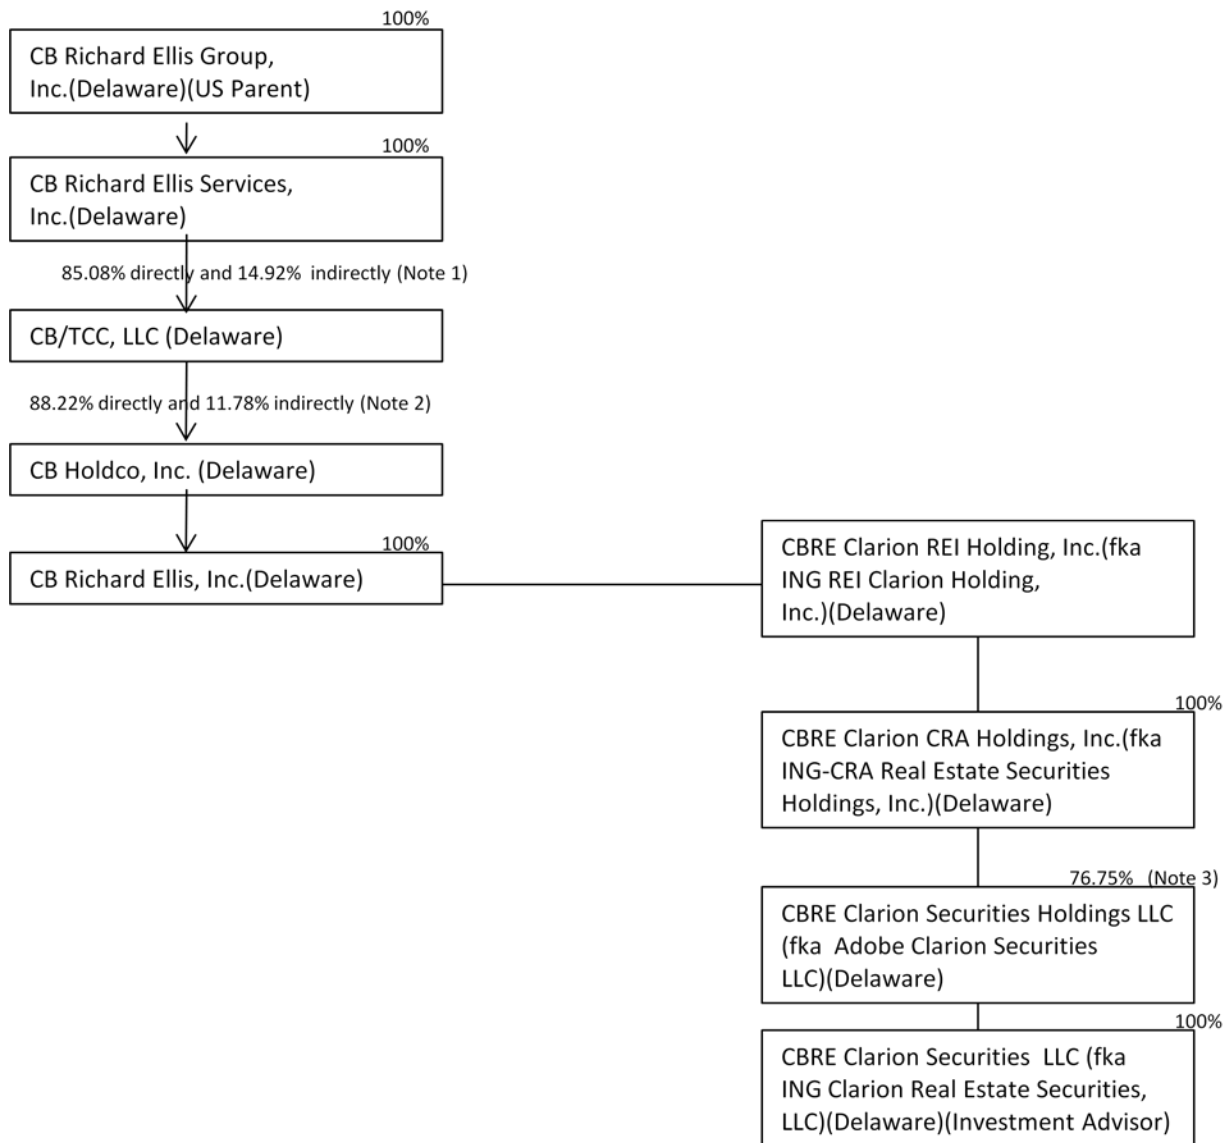 100%
CB Richard Ellis Group,
Inc.(Delaware)(US Parent)
100%
CB Richard Ellis Services,
Inc.(Delaware)
85.08% directly and 14.92% indirectly (Note 1)
CB/TCC, LLC (Delaware)
88.22% directly and 11.78% indirectly (Note 2)
CB Holdco, Inc. (Delaware)
100%
CB Richard Ellis, Inc.(Delaware)
CBRE Clarion REI Holding, Inc.(fka
ING REI Clarion Holding,
Inc.)(Delaware)
100%
CBRE Clarion CRA Holdings, Inc.(fka
ING-CRA Real Estate Securities
Holdings, Inc.)(Delaware)
76.75% (Note 3)
CBRE Clarion Securities Holdings LLC
(fka Adobe Clarion Securities
LLC)(Delaware)
100%
CBRE Clarion Securities LLC (fka
ING Clarion Real Estate Securities,
LLC)(Delaware)(Investment Advisor)